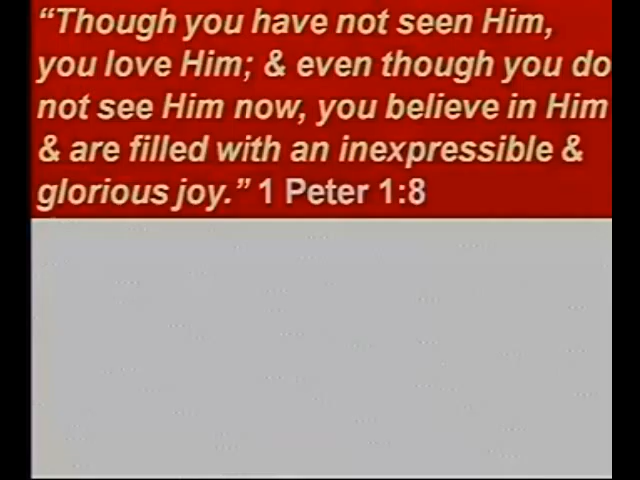 “Though you have not seen Him,
you love Him; & even though you do
not see Him now, you believe in Him
& are filled with an inexpressible &
glorious joy.” 1 Peter 1:8